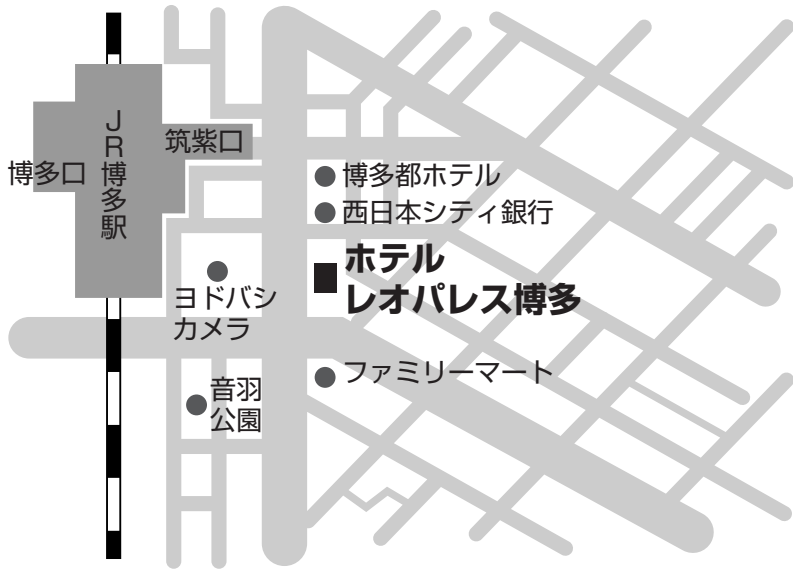 JR博多駅
筑紫口
博多口
博多都ホテル
西日本シティ銀行
ホテル
レオパレス博多
ヨドバシ
カメラ
ファミリーマート
音羽
公園